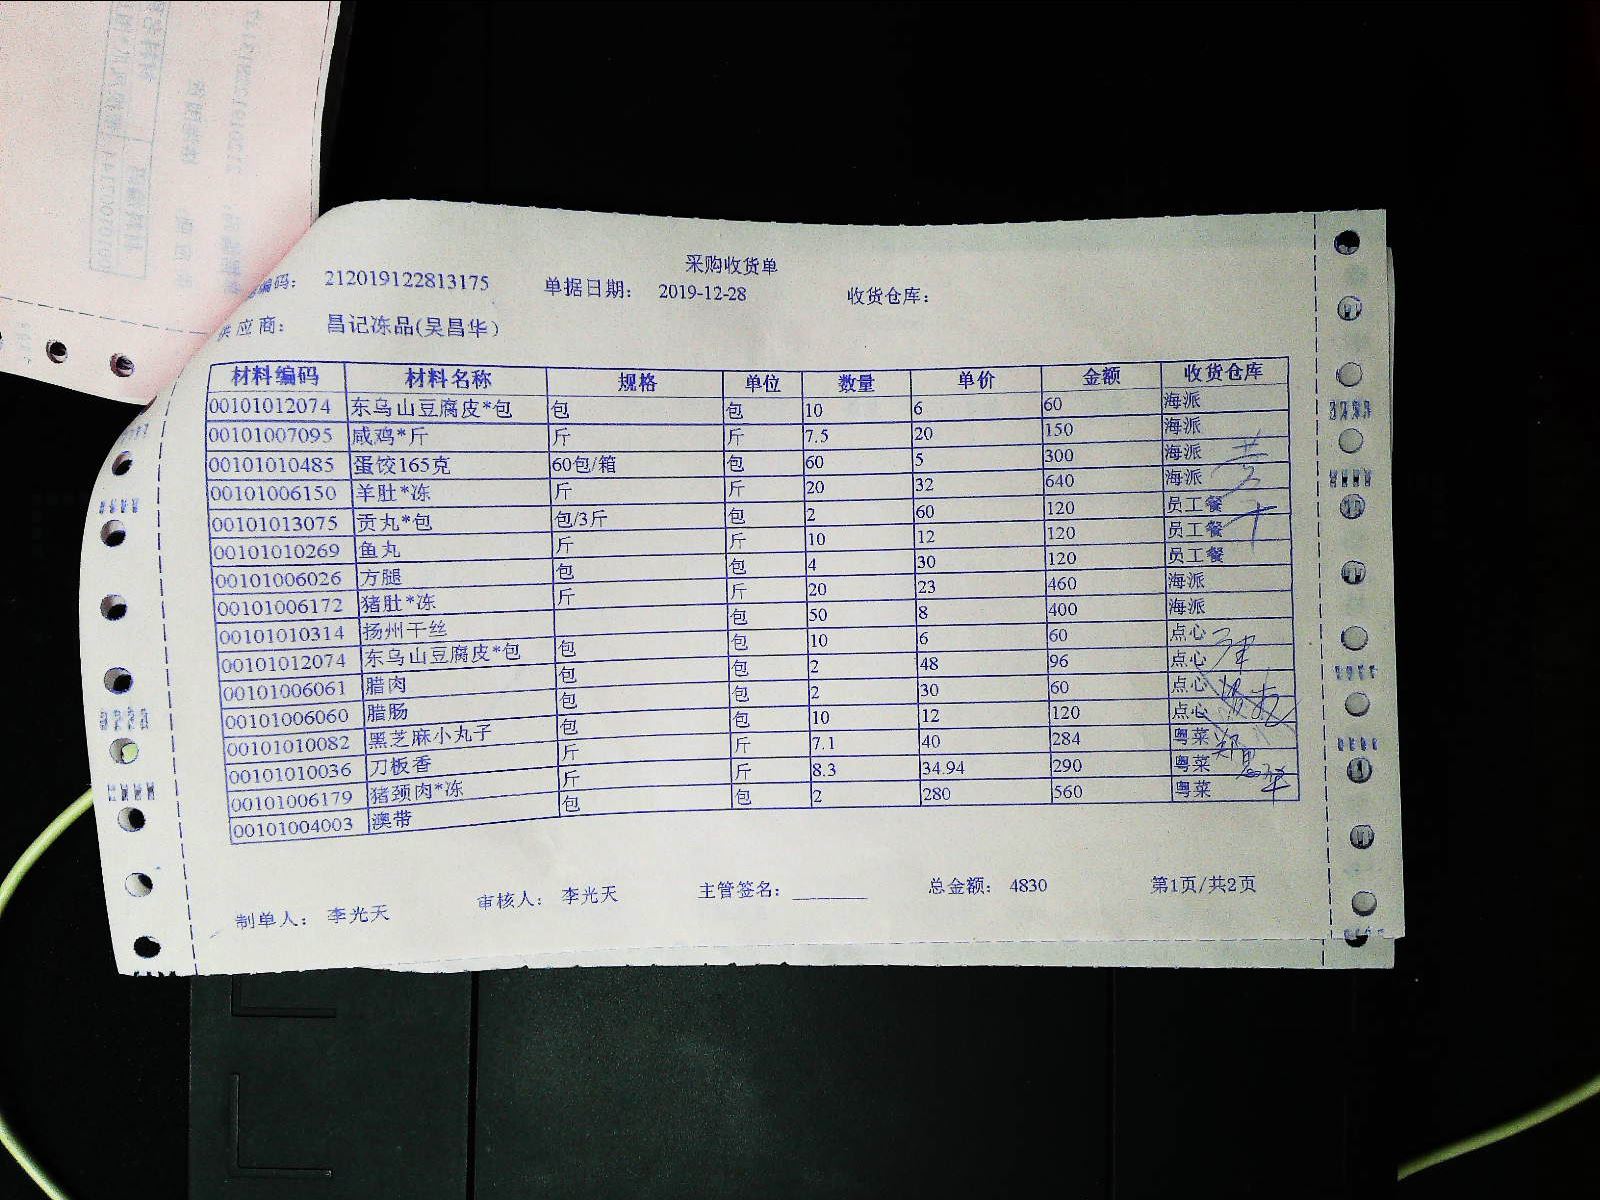 采购收货单
编码： 212019122813175 单据日期： 2019-12-28 收货仓库：
供应商： 昌记冻品(吴昌华)
材料编码 材料名称 规格 单位 数量 单价 金额 收货仓库
00101012074 东乌山豆腐皮*包 包 包 10 6 60 海派
00101007095 咸鸡*斤 斤 斤 7.5 20 150 海派
00101010485 蛋饺165克 60包/箱 包 60 5 300 海派
00101006150 羊肚*冻 斤 斤 20 32 640 海派
00101013075 贡丸*包 包/3斤 包 2 60 120 员工餐
00101010269 鱼丸 斤 斤 10 12 120 员工餐
00101006026 方腿 包 包 4 30 120 员工餐
00101006172 猪肚*冻 斤 斤 20 23 460 海派
00101010314 扬州干丝 包 50 8 400 海派
00101012074 东乌山豆腐皮*包 包 包 10 6 60 点心
00101006061 腊肉 包 包 2 48 96 点心
00101006060 腊肠 包 包 2 30 60 点心
00101010082 黑芝麻小丸子 包 包 10 12 120 点心
00101010036 刀板香 斤 斤 7.1 40 284 粤菜
00101006179 猪颈肉*冻 斤 斤 8.3 34.94 290 粤菜
00101004003 澳带 包 包 2 280 560 粤菜
制单人： 李光天 审核人： 李光天 主管签名： 总金额： 4830 第1页/共2页